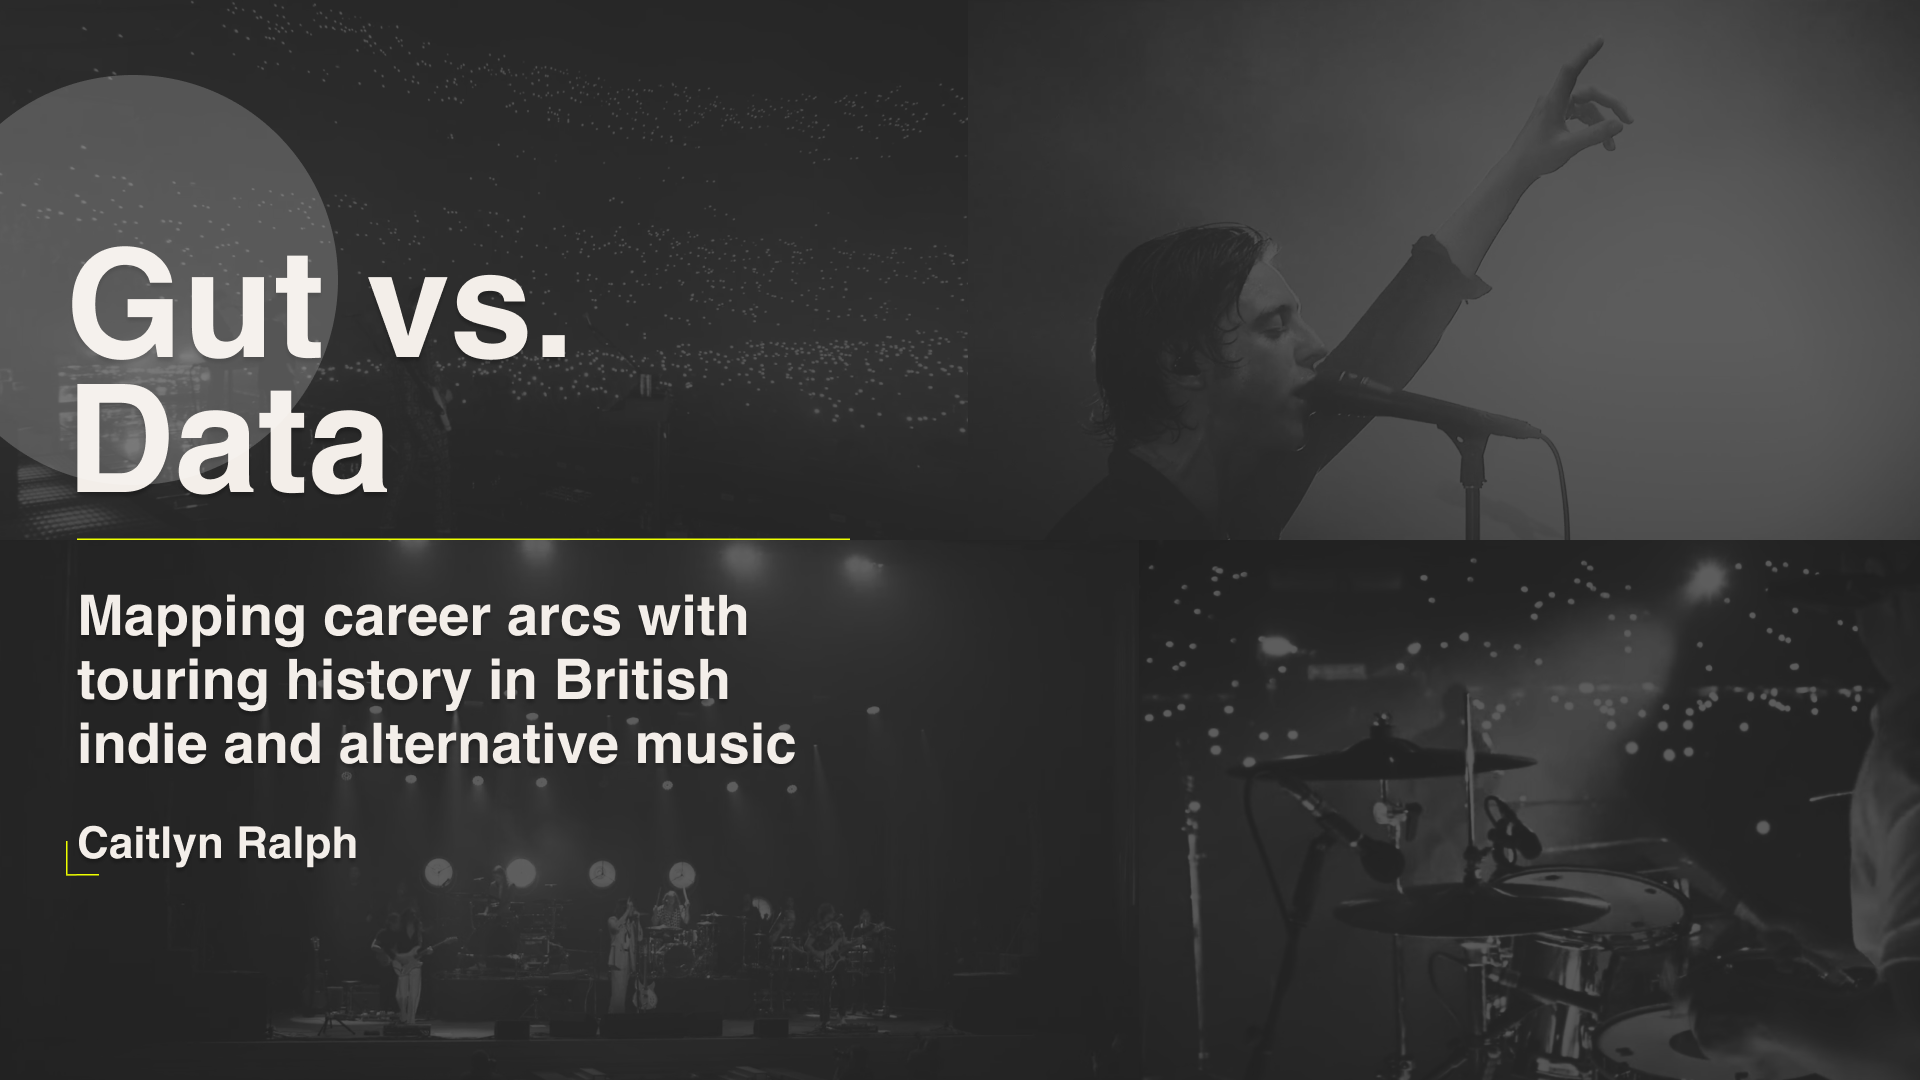 Gut vs.
Data
Mapping career arcs with
touring history in British
indie and alternative music
Caitlyn Ralph